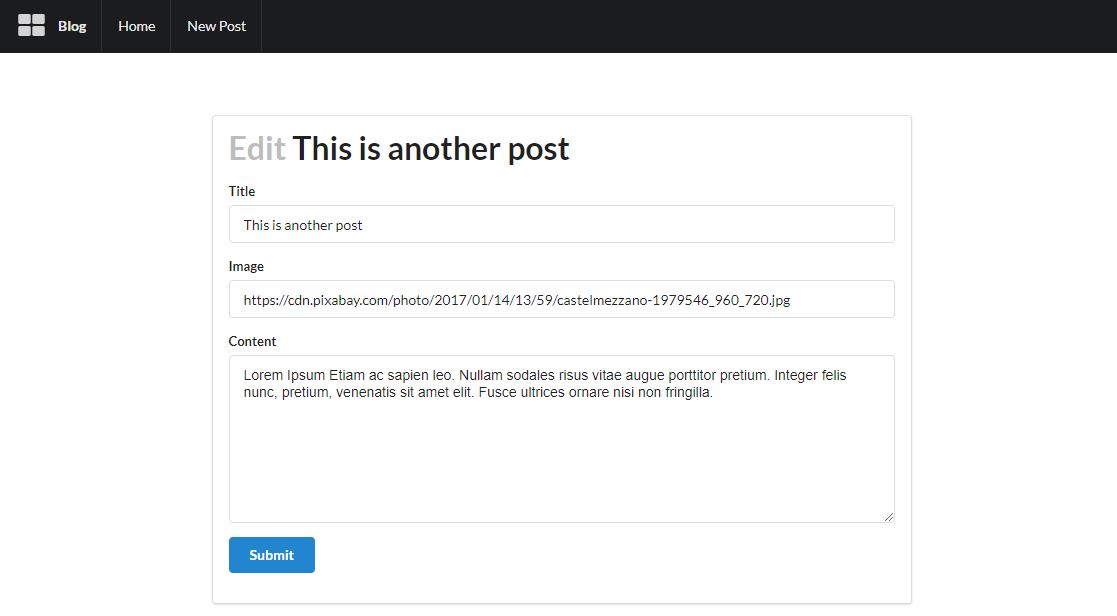 Blog Home New Post
Edit This is another post
Title
This is another post
Image
https://cdn.pixabay.com/photo/2017/01/14/13/59/castelmezzano-1979546_960_720.jpg
Content
Lorem Ipsum Etiam ac sapien leo. Nullam sodales risus vitae augue porttitor pretium. Integer felis
nunc, pretium, venenatis sit amet elit. Fusce ultrices ornare nisi non fringilla.
Submit